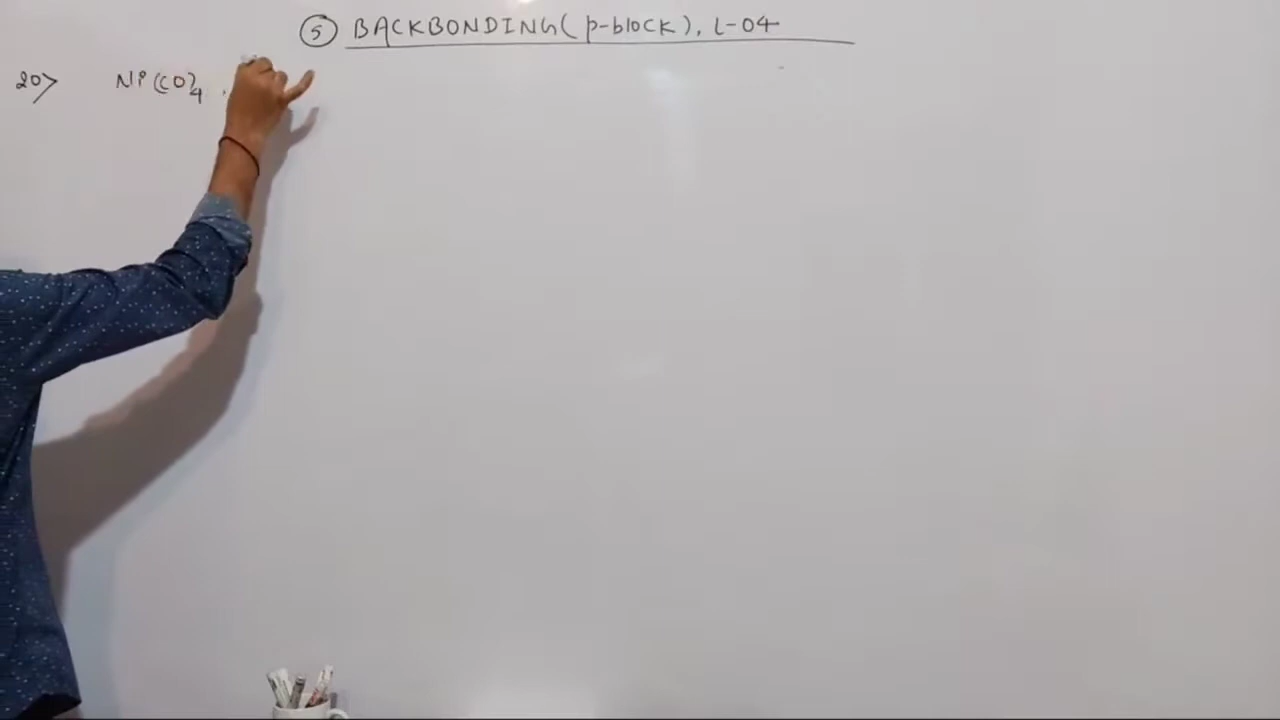 ⑤ BACKBONDING (p-block), L-04
20> Ni(CO)4 ,